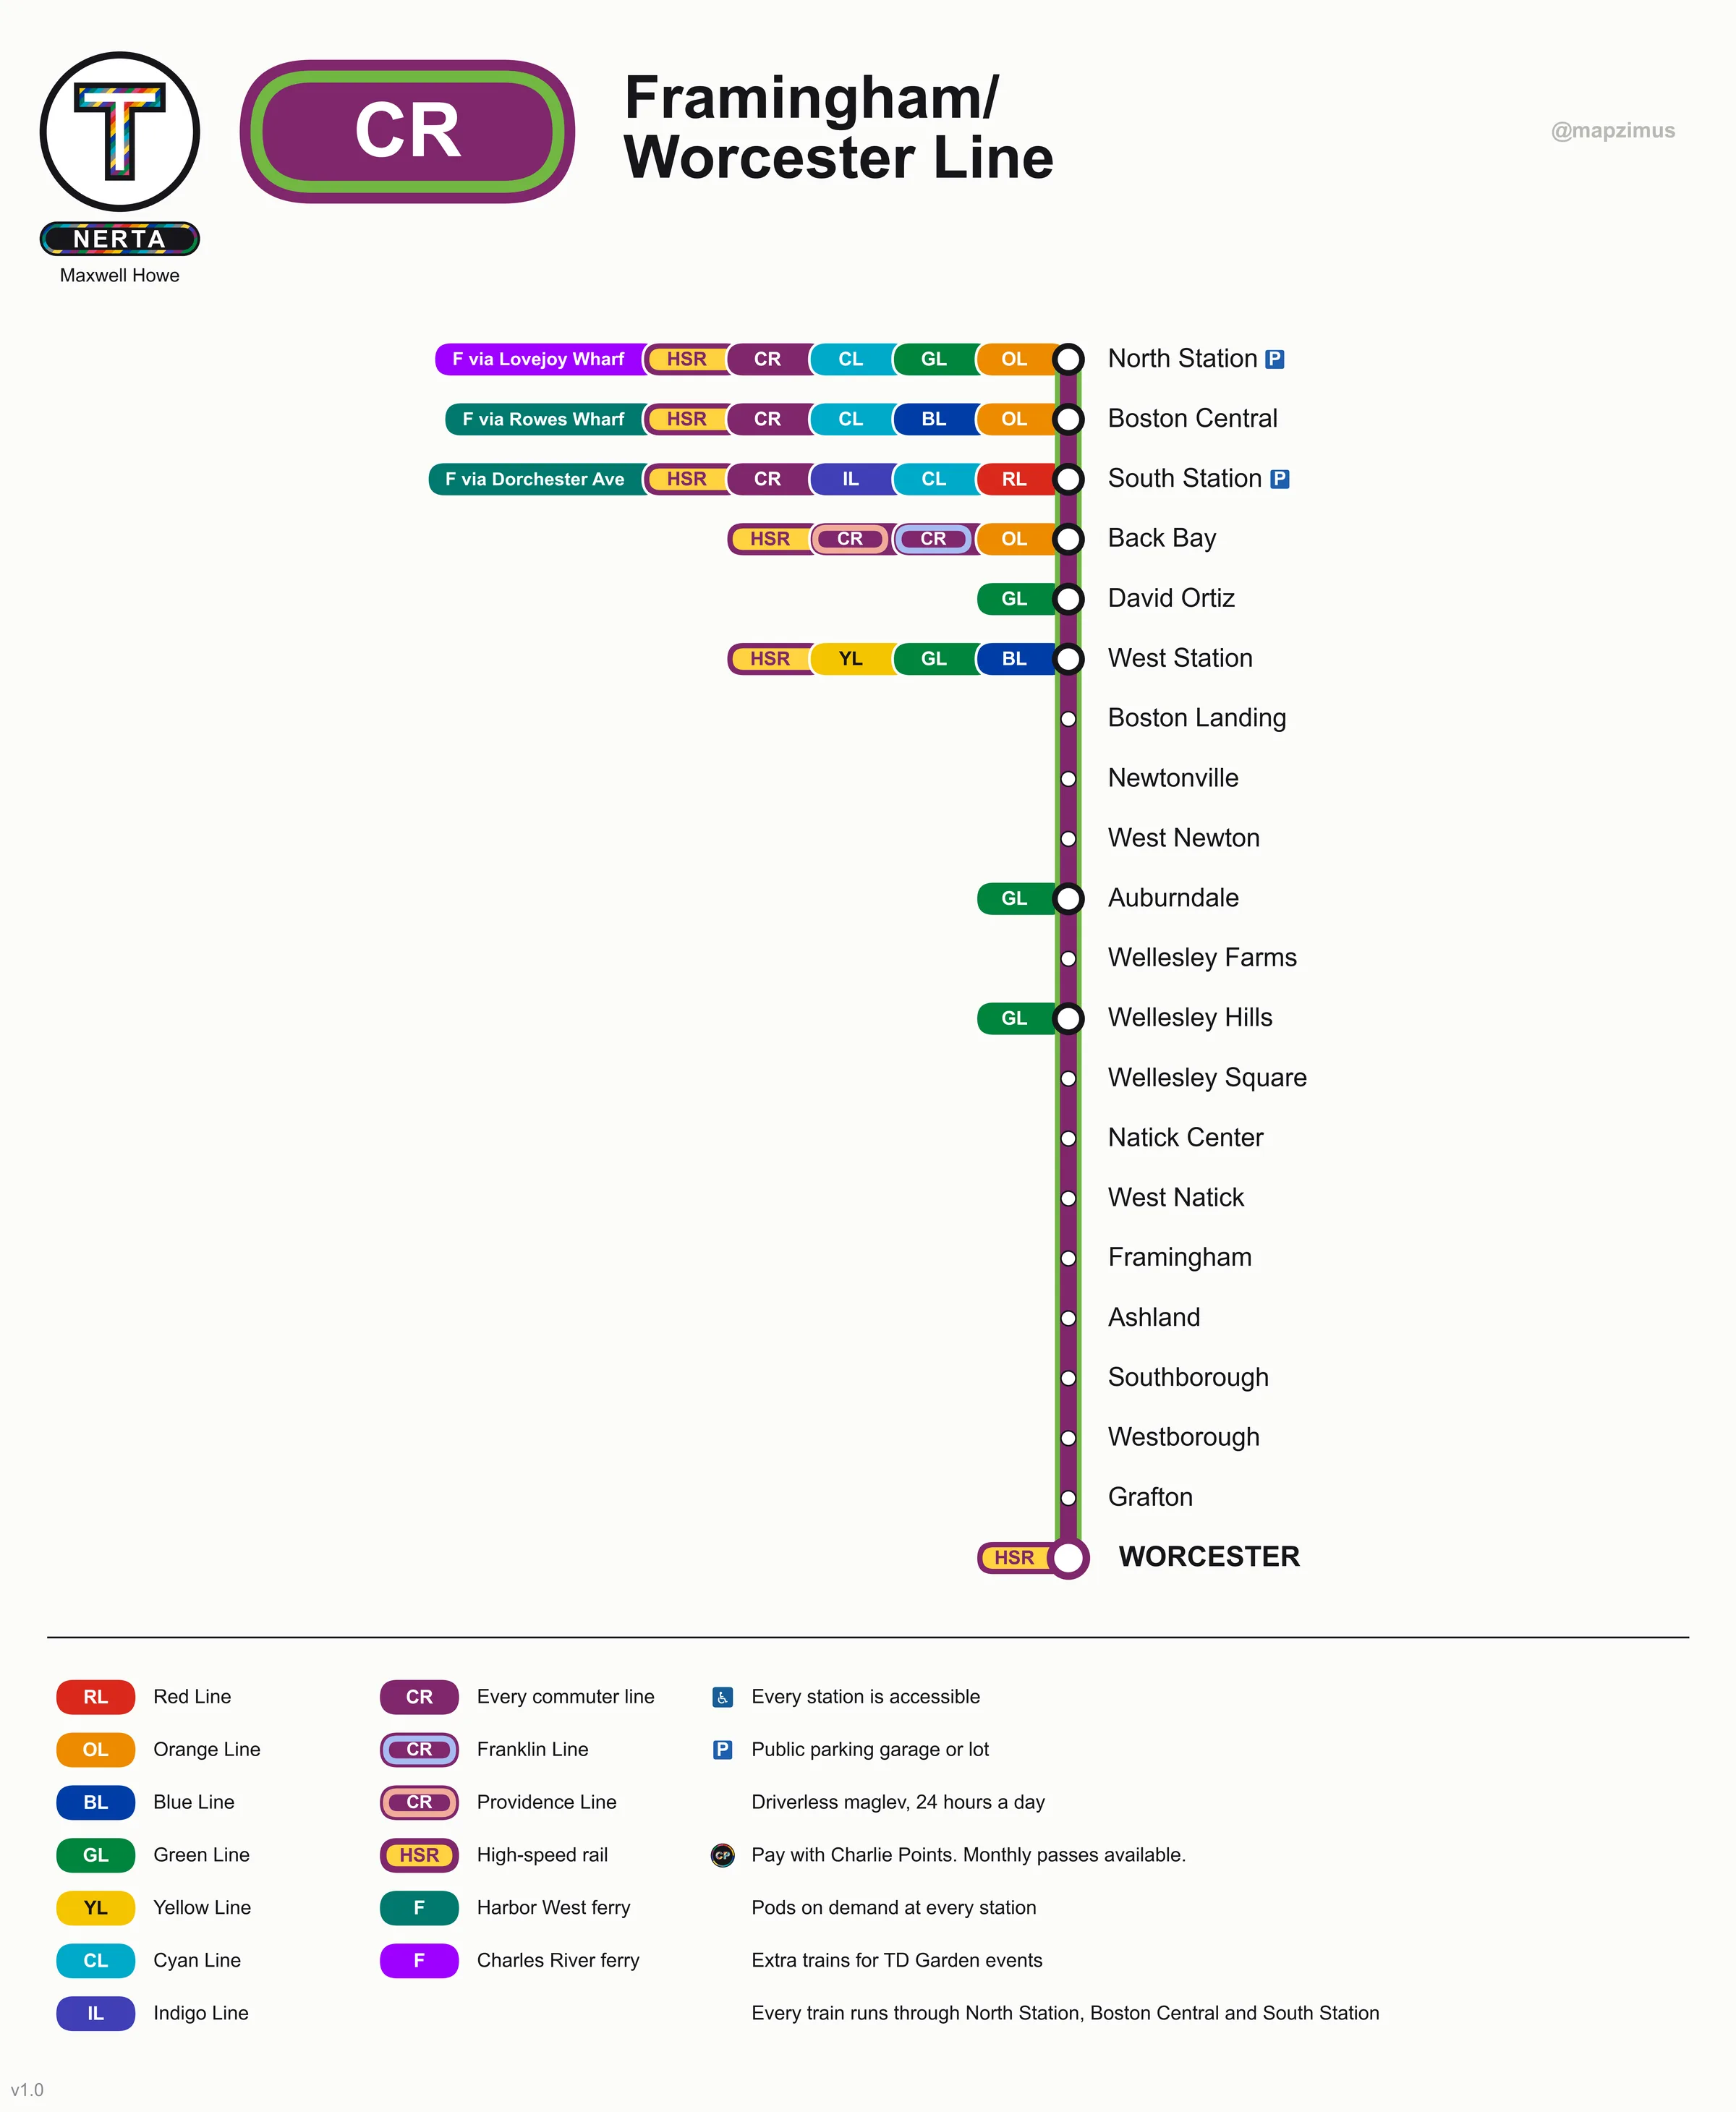 T
NERTA
Maxwell Howe
CR
Framingham/
Worcester Line
@mapzimus
F via Lovejoy Wharf HSR CR CL GL OL North Station P
F via Rowes Wharf HSR CR CL BL OL Boston Central
F via Dorchester Ave HSR CR IL CL RL South Station P
HSR CR CR OL Back Bay
GL David Ortiz
HSR YL GL BL West Station
Boston Landing
Newtonville
West Newton
GL Auburndale
Wellesley Farms
GL Wellesley Hills
Wellesley Square
Natick Center
West Natick
Framingham
Ashland
Southborough
Westborough
Grafton
HSR WORCESTER
RL Red Line
OL Orange Line
BL Blue Line
GL Green Line
YL Yellow Line
CL Cyan Line
IL Indigo Line
CR Every commuter line
CR Franklin Line
CR Providence Line
HSR High-speed rail
F Harbor West ferry
F Charles River ferry
Every station is accessible
P Public parking garage or lot
Driverless maglev, 24 hours a day
CP Pay with Charlie Points. Monthly passes available.
Pods on demand at every station
Extra trains for TD Garden events
Every train runs through North Station, Boston Central and South Station
v1.0